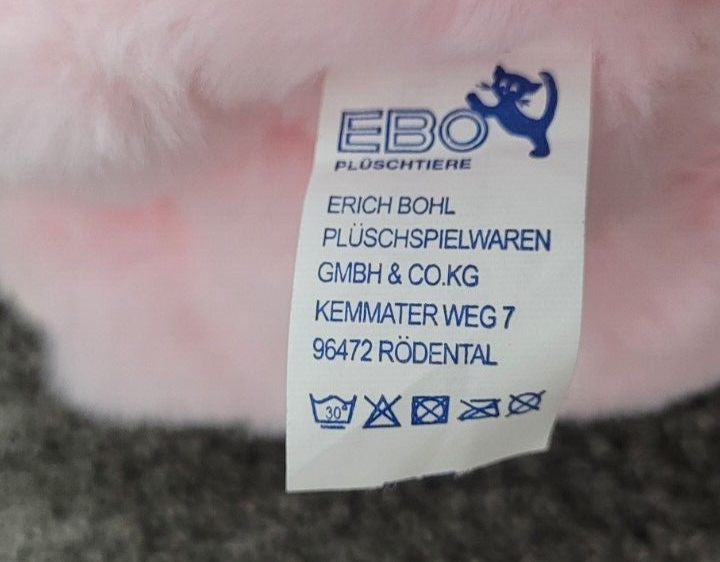 EBO
PLÜSCHTIERE
ERICH BOHL
PLÜSCHSPIELWAREN
GMBH & CO.KG
KEMMATER WEG 7
96472 RÖDENTAL
30°